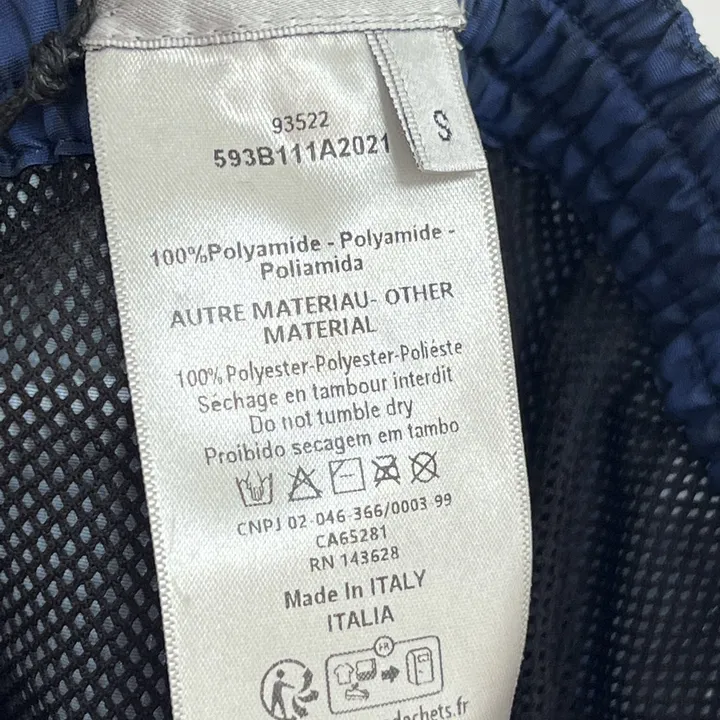 93522
593B111A2021
S
100%Polyamide - Polyamide -
Poliamida
AUTRE MATERIAU- OTHER
MATERIAL
100% Polyester-Polyester-Poliéste
Séchage en tambour interdit
Do not tumble dry
Proibido secagem em tambo
CNPJ 02-046-366/0003-99
CA65281
RN 143628
Made In ITALY
ITALIA
FR